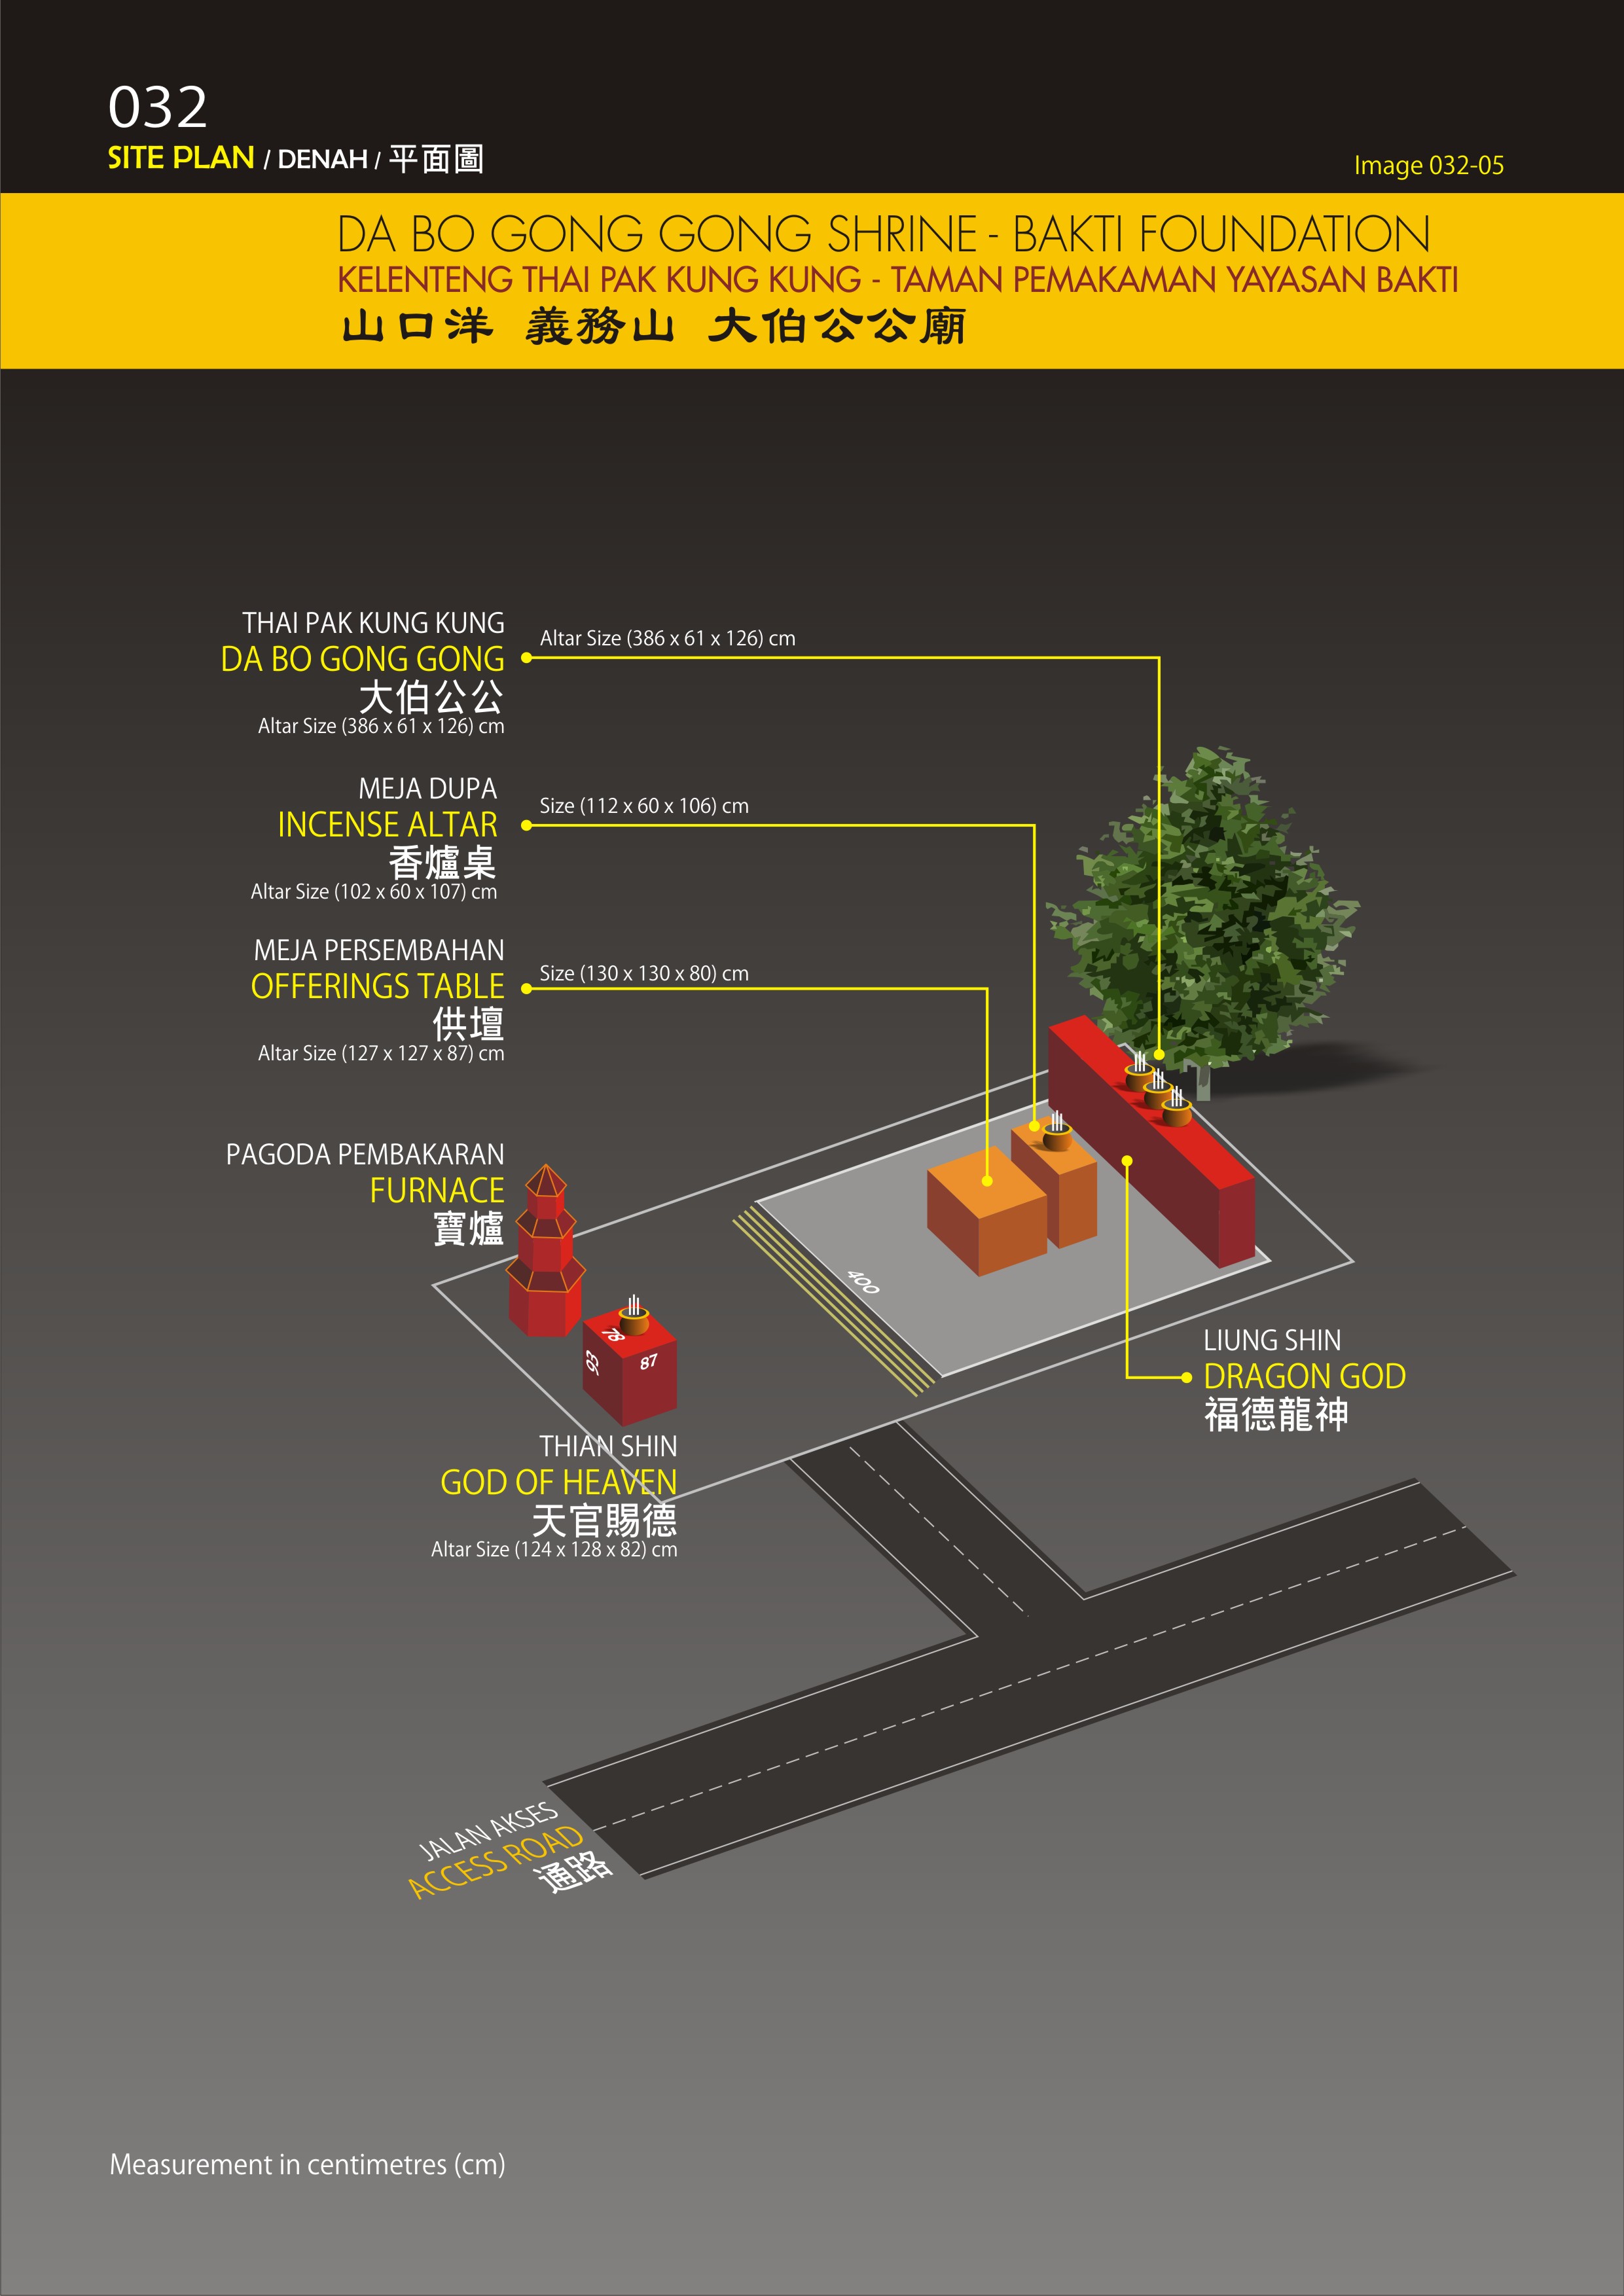 032
SITE PLAN / DENAH / 平面圖
Image 032-05
DA BO GONG GONG SHRINE - BAKTI FOUNDATION
KELENTENG THAI PAK KUNG KUNG - TAMAN PEMAKAMAN YAYASAN BAKTI
山口洋 義務山 大伯公公廟
THAI PAK KUNG KUNG
DA BO GONG GONG
大伯公公
Altar Size (386 x 61 x 126) cm
Altar Size (386 x 61 x 126) cm
MEJA DUPA
INCENSE ALTAR
香爐桌
Altar Size (102 x 60 x 107) cm
Size (112 x 60 x 106) cm
MEJA PERSEMBAHAN
OFFERINGS TABLE
供壇
Altar Size (127 x 127 x 87) cm
Size (130 x 130 x 80) cm
PAGODA PEMBAKARAN
FURNACE
寶爐
400
78
93
87
LIUNG SHIN
DRAGON GOD
福德龍神
THIAN SHIN
GOD OF HEAVEN
天官賜德
Altar Size (124 x 128 x 82) cm
JALAN AKSES
ACCESS ROAD
通路
Measurement in centimetres (cm)